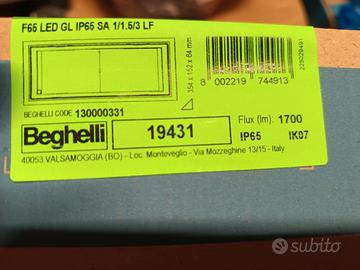 F65 LED GL IP65 SA 1/1.5/3 LF
354 x 152 x 64 mm
8 002219 744913
225029491
BEGHELLI CODE: 130000331
Beghelli
19431
Flux (lm): 1700
IP65 IK07
40053 VALSAMOGGIA (BO) - Loc. Monteveglio - Via Mozzeghine 13/15 - Italy
subito